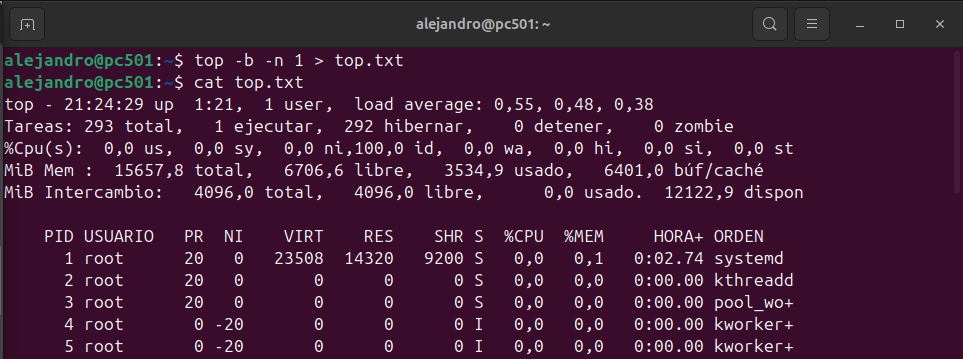 alejandro@pc501: ~
alejandro@pc501:~$ top -b -n 1 > top.txt
alejandro@pc501:~$ cat top.txt
top - 21:24:29 up  1:21,  1 user,  load average: 0,55, 0,48, 0,38
Tareas: 293 total,   1 ejecutar,  292 hibernar,    0 detener,    0 zombie
%Cpu(s):  0,0 us,  0,0 sy,  0,0 ni,100,0 id,  0,0 wa,  0,0 hi,  0,0 si,  0,0 st
MiB Mem :  15657,8 total,   6706,6 libre,   3534,9 usado,   6401,0 búf/caché
MiB Intercambio:   4096,0 total,   4096,0 libre,      0,0 usado.  12122,9 dispon
PID USUARIO   PR  NI    VIRT    RES    SHR S  %CPU  %MEM     HORA+ ORDEN
1 root      20   0   23508  14320   9200 S   0,0   0,1   0:02.74 systemd
2 root      20   0       0      0      0 S   0,0   0,0   0:00.00 kthreadd
3 root      20   0       0      0      0 S   0,0   0,0   0:00.00 pool_wo+
4 root       0 -20       0      0      0 I   0,0   0,0   0:00.00 kworker+
5 root       0 -20       0      0      0 I   0,0   0,0   0:00.00 kworker+